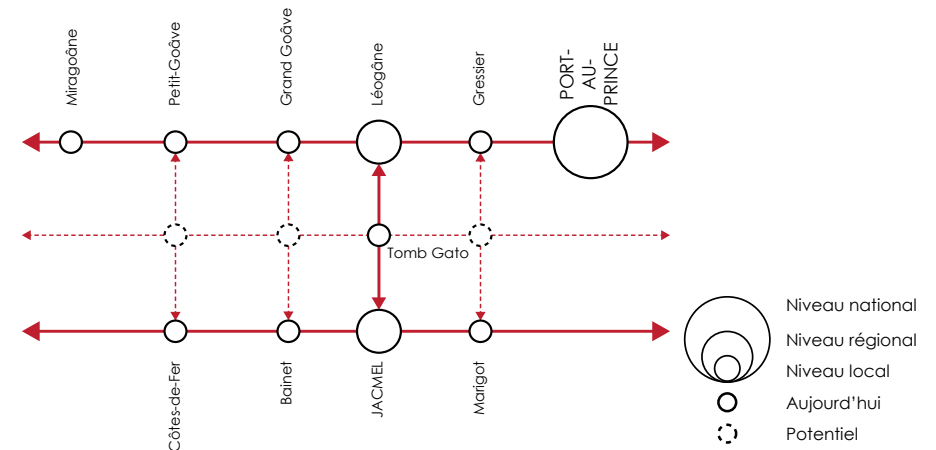 Miragoâne
Petit-Goâve
Grand Goâve
Léogâne
Gressier
PORT-
AU-
PRINCE
Tomb Gato
Côtes-de-Fer
Bainet
JACMEL
Marigot
Niveau national
Niveau régional
Niveau local
Aujourd'hui
Potentiel